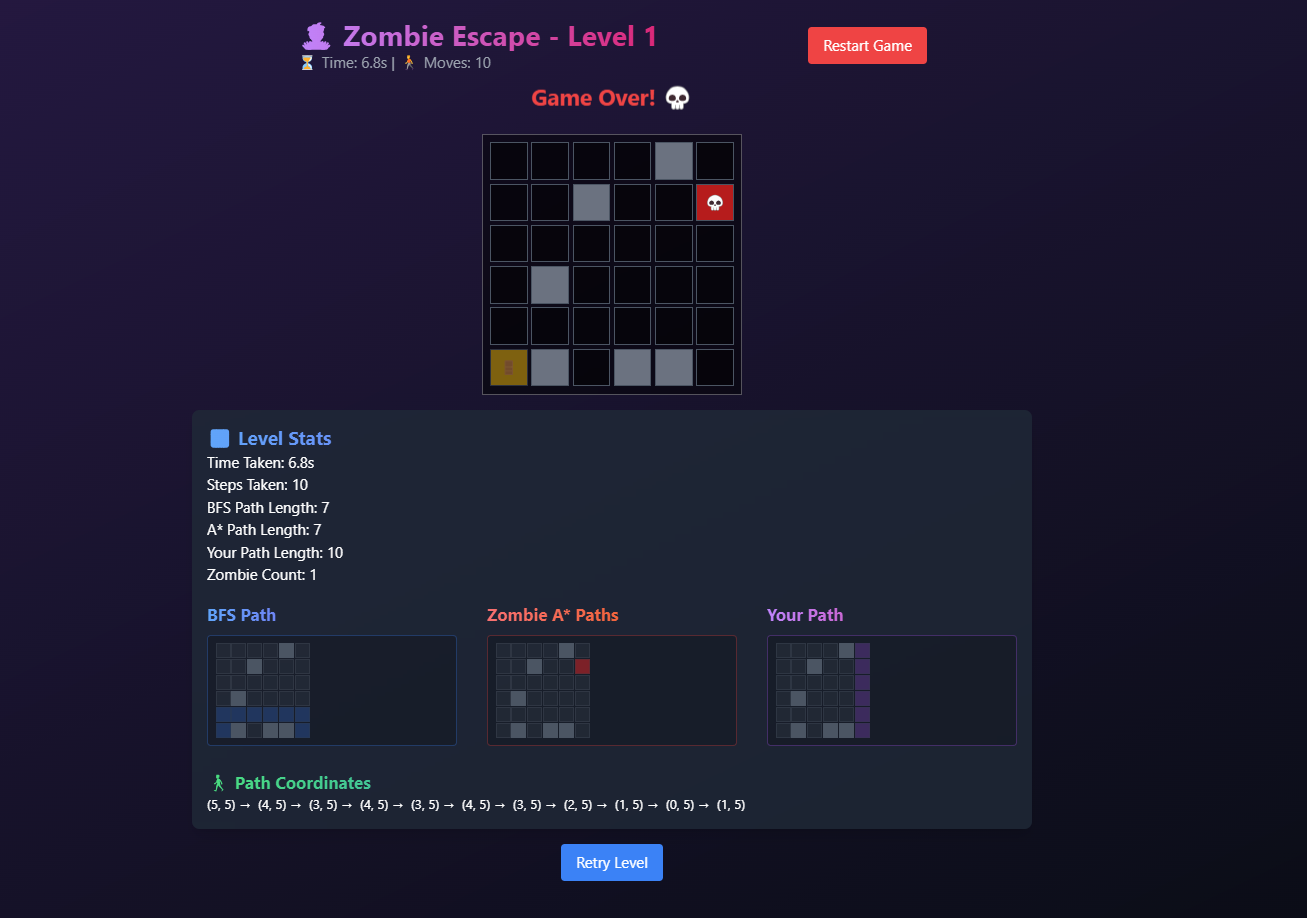 Zombie Escape - Level 1
Time: 6.8s | Moves: 10
Restart Game
Game Over!
Level Stats
Time Taken: 6.8s
Steps Taken: 10
BFS Path Length: 7
A* Path Length: 7
Your Path Length: 10
Zombie Count: 1
BFS Path
Zombie A* Paths
Your Path
Path Coordinates
(5, 5) → (4, 5) → (3, 5) → (4, 5) → (3, 5) → (4, 5) → (3, 5) → (2, 5) → (1, 5) → (0, 5) → (1, 5)
Retry Level